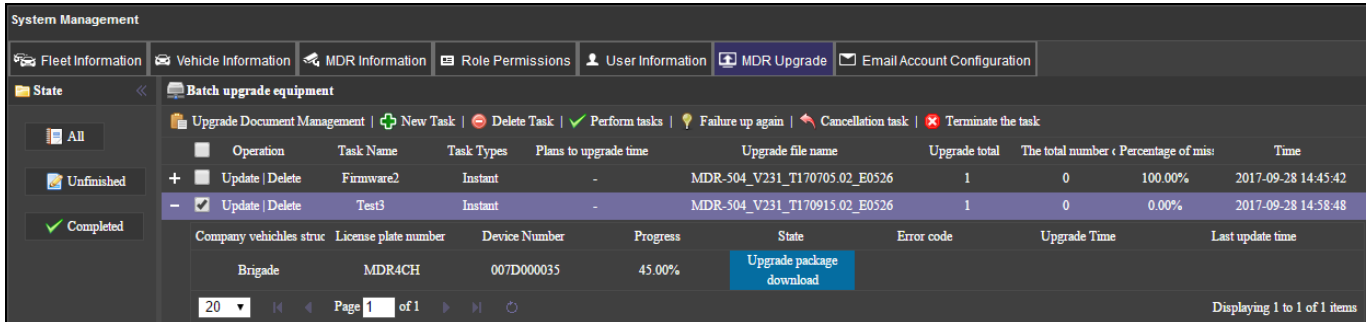 System Management
Fleet Information Vehicle Information MDR Information Role Permissions User Information MDR Upgrade Email Account Configuration
State Batch upgrade equipment
All
Unfinished
Completed
Upgrade Document Management | New Task | Delete Task | Perform tasks | Failure up again | Cancellation task | Terminate the task
Operation Task Name Task Types Plans to upgrade time Upgrade file name Upgrade total The total number ( Percentage of mis: Time
Update | Delete Firmware2 Instant - MDR-504_V231_T170705.02_E0526 1 0 100.00% 2017-09-28 14:45:42
Update | Delete Test3 Instant - MDR-504_V231_T170915.02_E0526 1 0 0.00% 2017-09-28 14:58:48
Company vehichles struc License plate number Device Number Progress State Error code Upgrade Time Last update time
Brigade MDR4CH 007D000035 45.00% Upgrade package
download
20 Page 1 of 1 Displaying 1 to 1 of 1 items